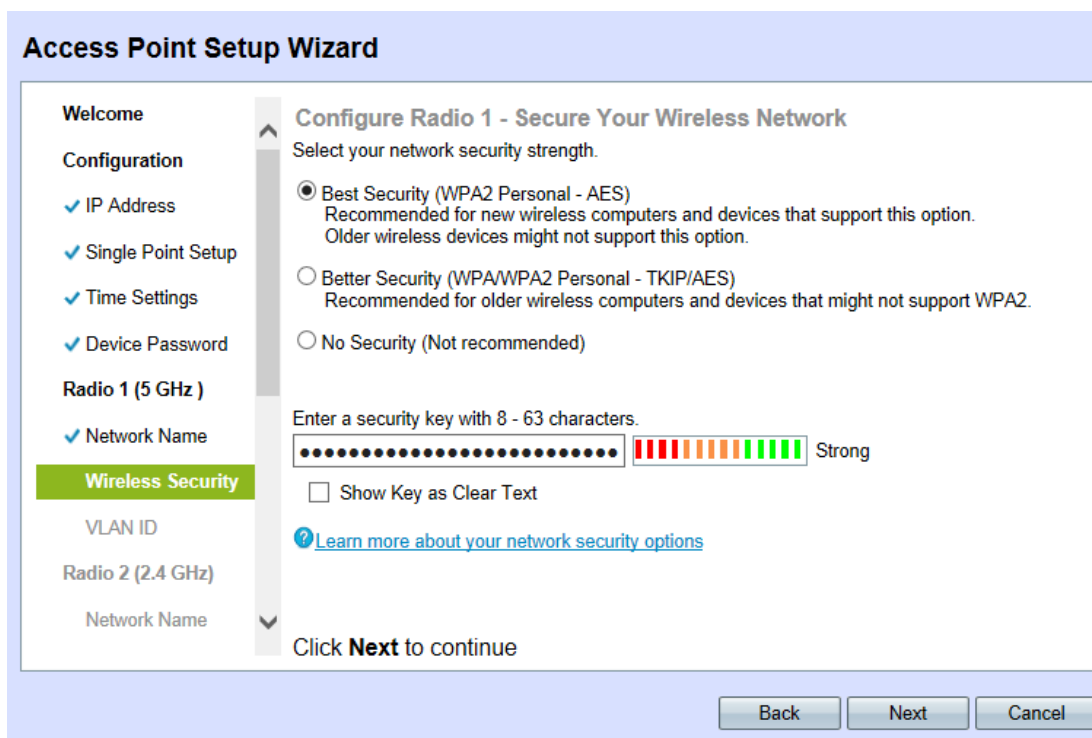 Access Point Setup Wizard
Welcome
Configuration
IP Address
Single Point Setup
Time Settings
Device Password
Radio 1 (5 GHz )
Network Name
Wireless Security
VLAN ID
Radio 2 (2.4 GHz)
Network Name
Configure Radio 1 - Secure Your Wireless Network
Select your network security strength.
Best Security (WPA2 Personal - AES)
Recommended for new wireless computers and devices that support this option.
Older wireless devices might not support this option.
Better Security (WPA/WPA2 Personal - TKIP/AES)
Recommended for older wireless computers and devices that might not support WPA2.
No Security (Not recommended)
Enter a security key with 8 - 63 characters.
Strong
Show Key as Clear Text
?Learn more about your network security options
Click Next to continue
Back Next Cancel